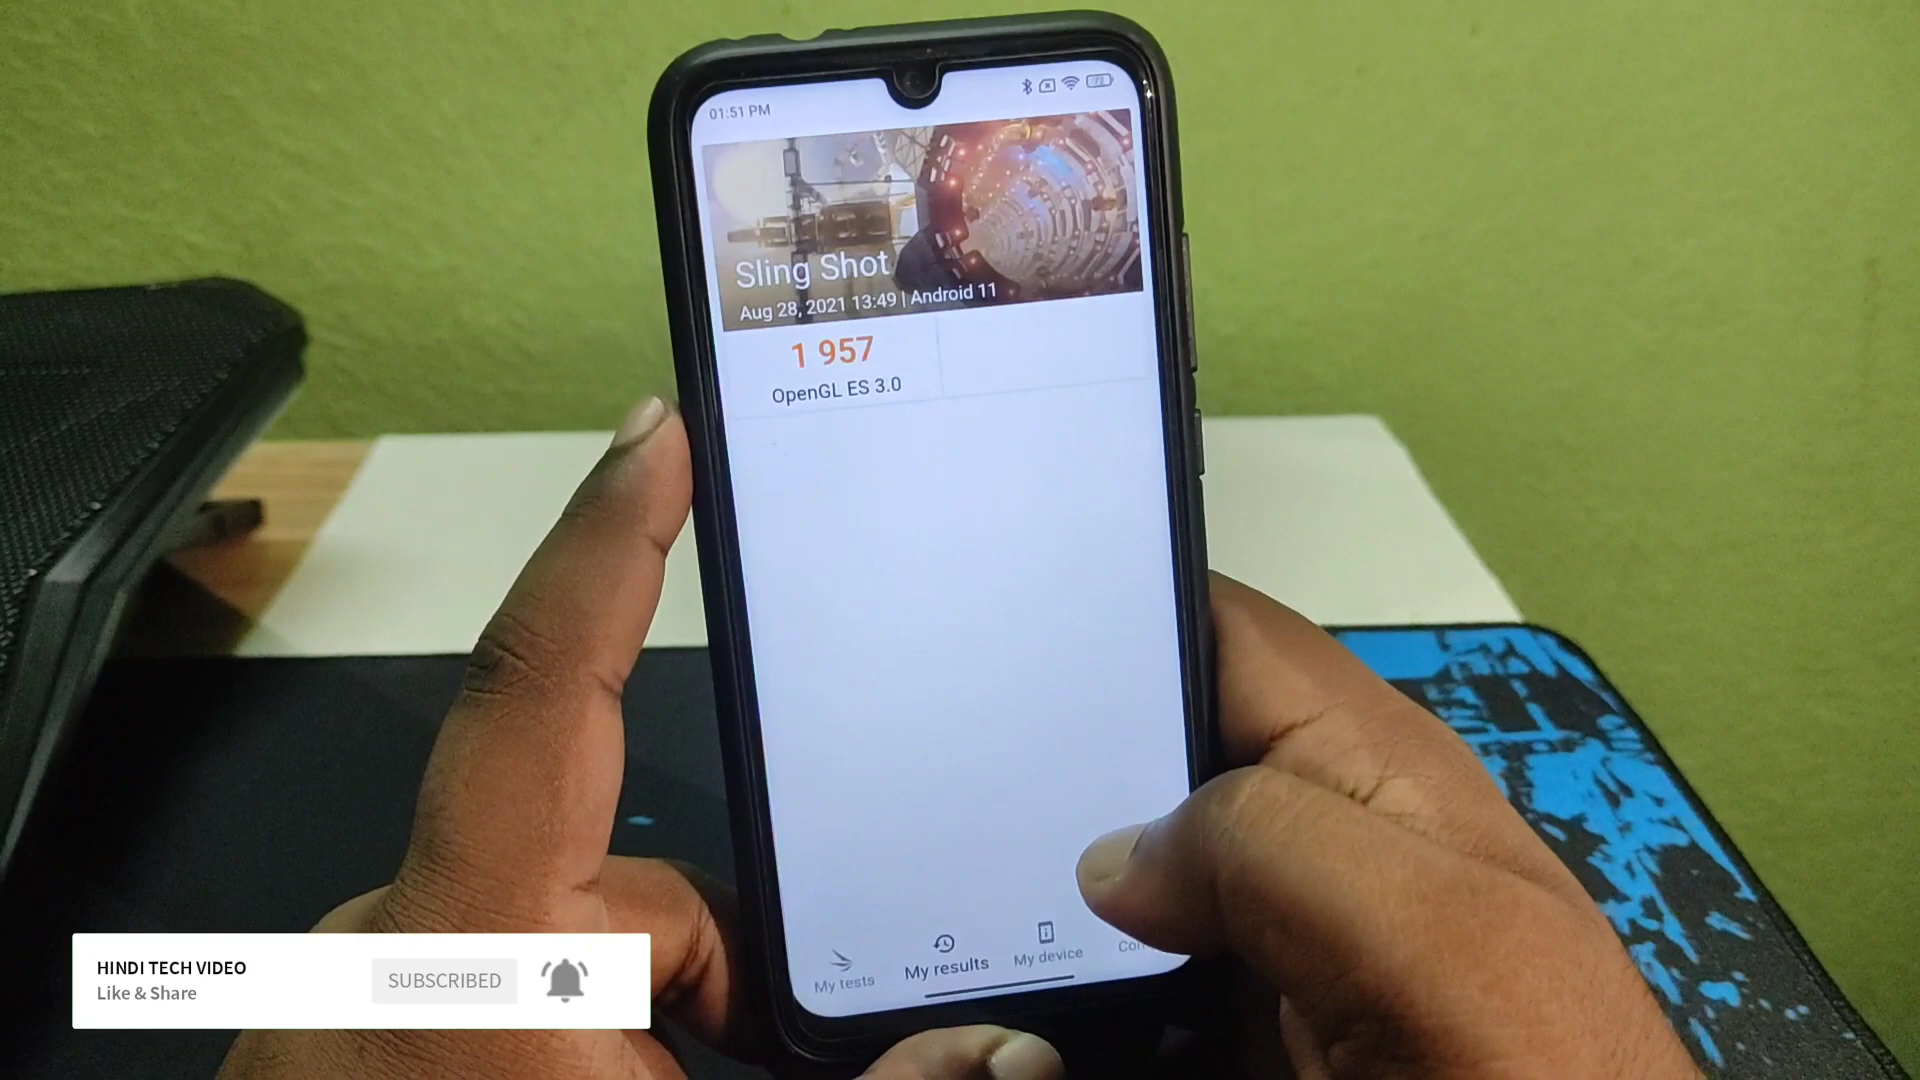 01:51 PM
72
Sling Shot
Aug 28, 2021 13:49 | Android 11
1 957
OpenGL ES 3.0
My tests
My results
My device
HINDI TECH VIDEO
Like & Share
SUBSCRIBED